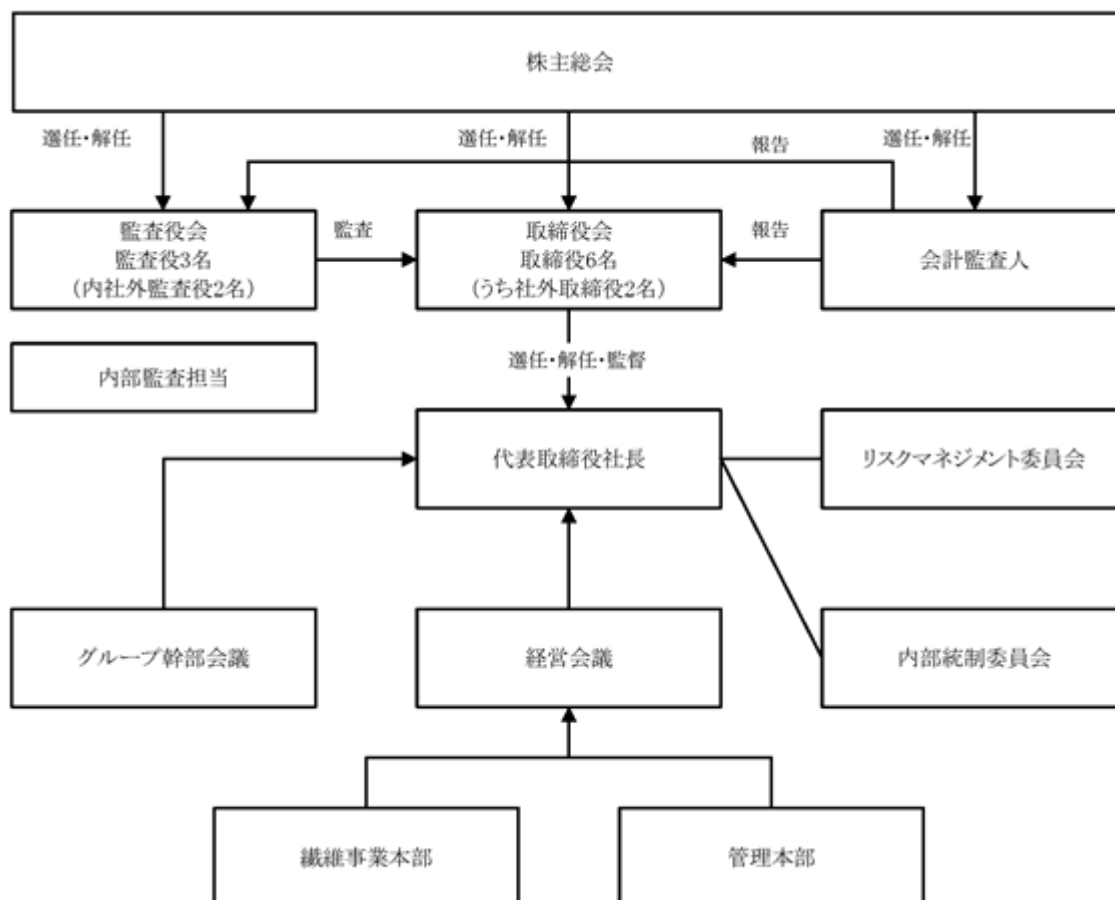 株主総会
選任・解任
選任・解任
報告
選任・解任
監査役会
監査役3名
（内社外監査役2名）
監査
取締役会
取締役6名
（うち社外取締役2名）
報告
会計監査人
選任・解任・監督
内部監査担当
代表取締役社長
リスクマネジメント委員会
グループ幹部会議
経営会議
内部統制委員会
繊維事業本部
管理本部